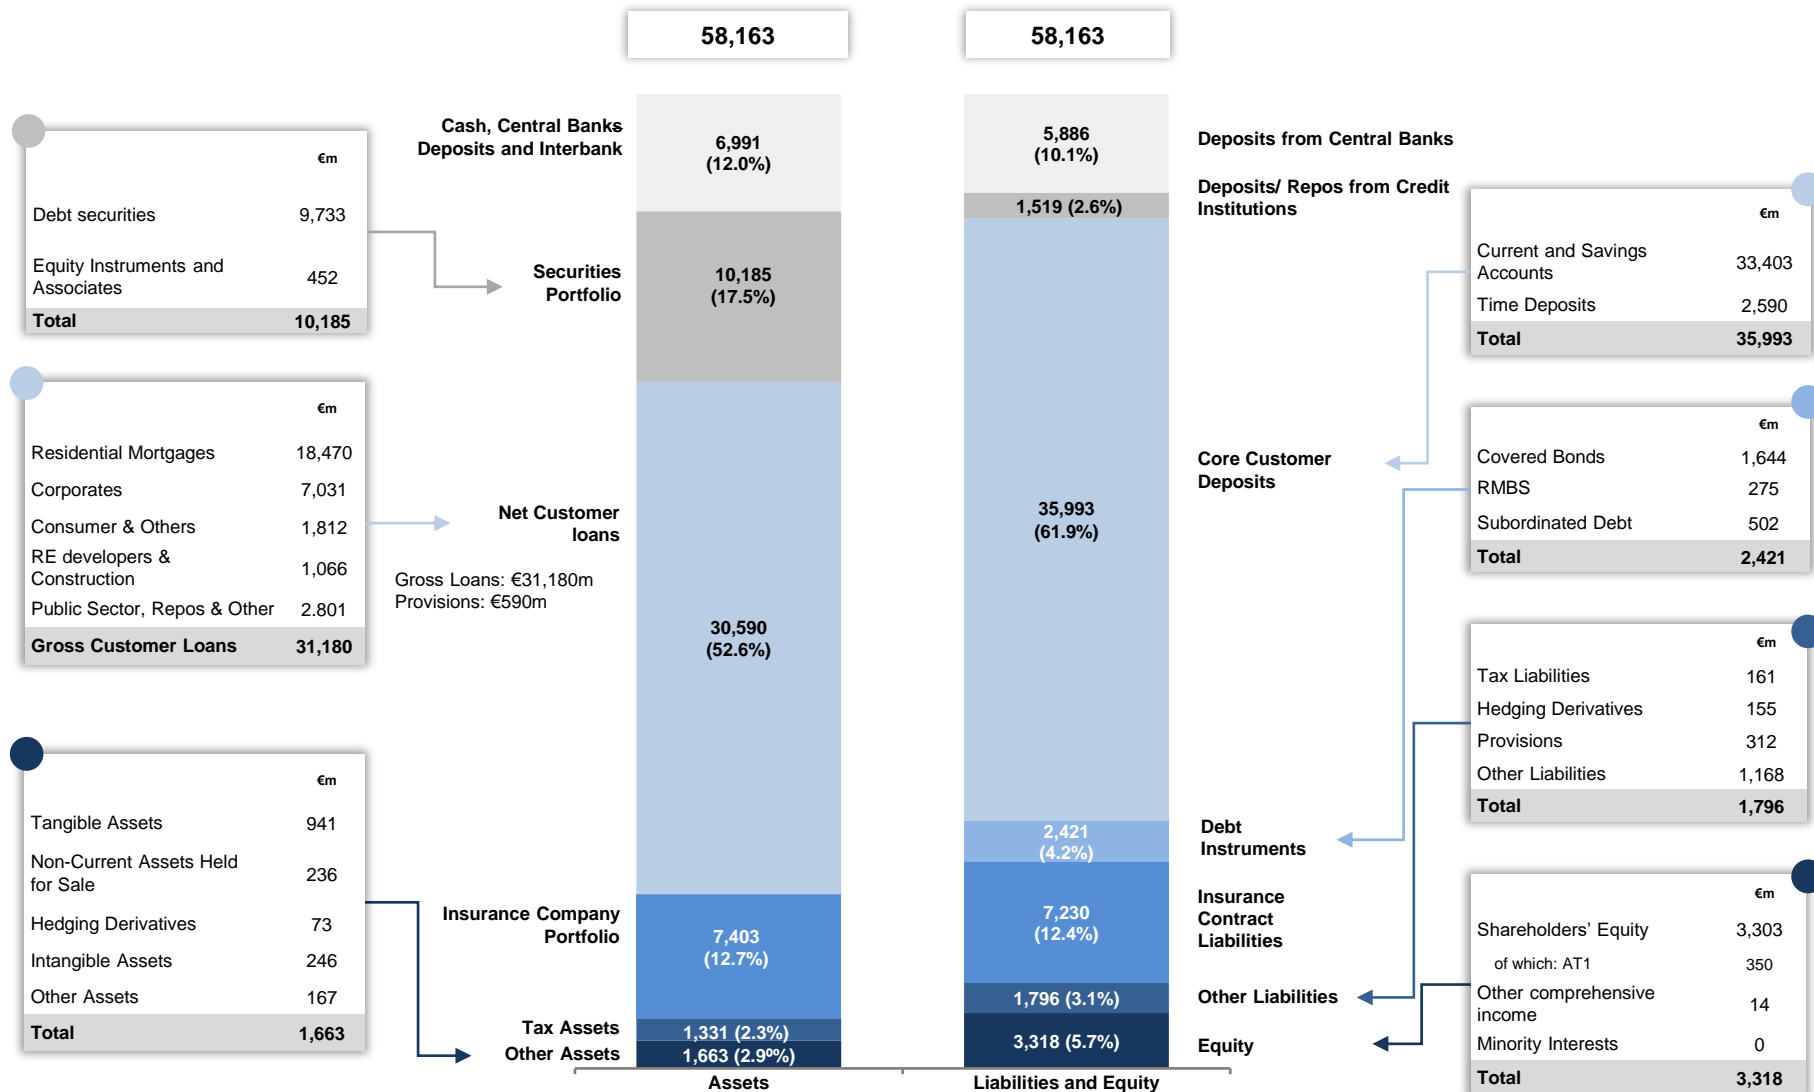 58,163
58,163
€m
Debt securities 9,733
Equity Instruments and
Associates 452
Total 10,185
€m
Residential Mortgages 18,470
Corporates 7,031
Consumer & Others 1,812
RE developers &
Construction 1,066
Public Sector, Repos & Other 2.801
Gross Customer Loans 31,180
€m
Tangible Assets 941
Non-Current Assets Held
for Sale 236
Hedging Derivatives 73
Intangible Assets 246
Other Assets 167
Total 1,663
Cash, Central Banks
Deposits and Interbank
Securities
Portfolio
Net Customer
loans
Gross Loans: €31,180m
Provisions: €590m
Insurance Company
Portfolio
Tax Assets
Other Assets
6,991
(12.0%)
10,185
(17.5%)
30,590
(52.6%)
7,403
(12.7%)
1,331 (2.3%)
1,663 (2.9%)
Assets
5,886
(10.1%)
1,519 (2.6%)
35,993
(61.9%)
2,421
(4.2%)
7,230
(12.4%)
1,796 (3.1%)
3,318 (5.7%)
Liabilities and Equity
Deposits from Central Banks
Deposits/ Repos from Credit
Institutions
Core Customer
Deposits
Debt
Instruments
Insurance
Contract
Liabilities
Other Liabilities
Equity
€m
Current and Savings
Accounts 33,403
Time Deposits 2,590
Total 35,993
€m
Covered Bonds 1,644
RMBS 275
Subordinated Debt 502
Total 2,421
€m
Tax Liabilities 161
Hedging Derivatives 155
Provisions 312
Other Liabilities 1,168
Total 1,796
€m
Shareholders' Equity 3,303
of which: AT1 350
Other comprehensive
income 14
Minority Interests 0
Total 3,318